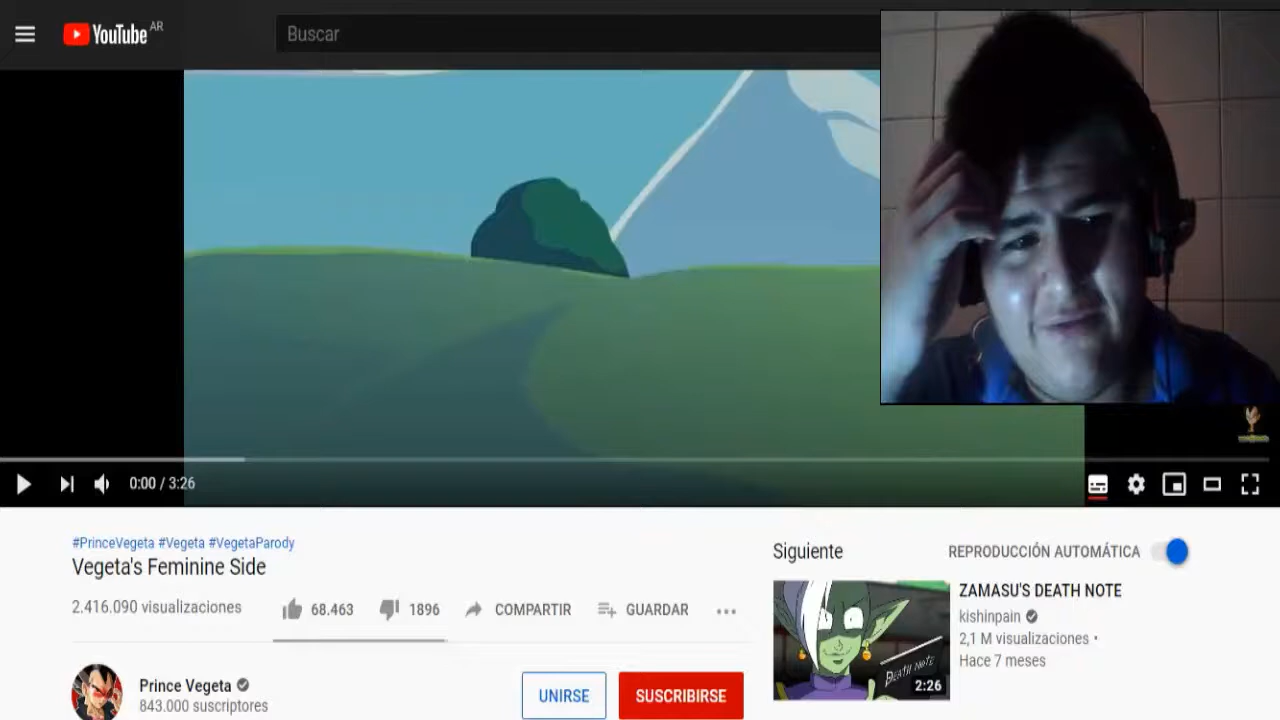 YouTube AR
Buscar
0:00 / 3:26
#PrinceVegeta #Vegeta #VegetaParody
Vegeta's Feminine Side
2.416.090 visualizaciones
68.463
1896
COMPARTIR
GUARDAR
Prince Vegeta
843.000 suscriptores
UNIRSE
SUSCRIBIRSE
Siguiente
REPRODUCCIÓN AUTOMÁTICA
DEATH NOTE
2:26
ZAMASU'S DEATH NOTE
kishinpain
2,1 M visualizaciones •
Hace 7 meses